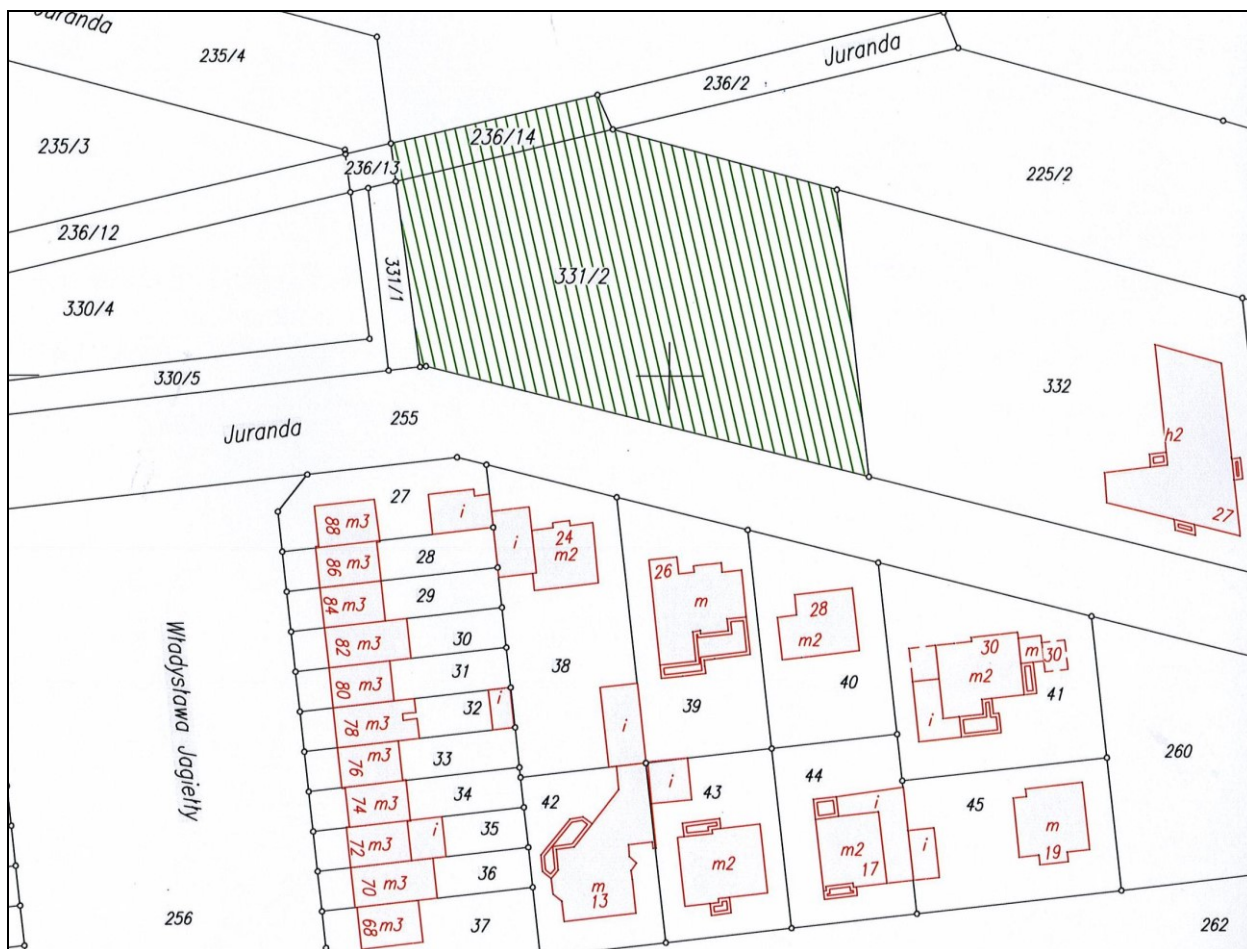 Juranda
235/4
Juranda
236/2
236/14
235/3
236/13
225/2
236/12
331/1
331/2
330/4
330/5
332
255
Juranda
h2
27
27
88 m3
i
i
24
m2
86 m3
28
26
84 m3
29
m
28
m2
82 m3
30
30
m
30
m2
80 m3
31
38
40
41
78 m3
32
i
39
i
i
Władysława Jagiełły
76 m3
33
260
74 m3
34
42
i
43
44
i
45
72 m3
i
35
m
m2
m2
17
i
m
19
70 m3
36
13
256
68 m3
37
262